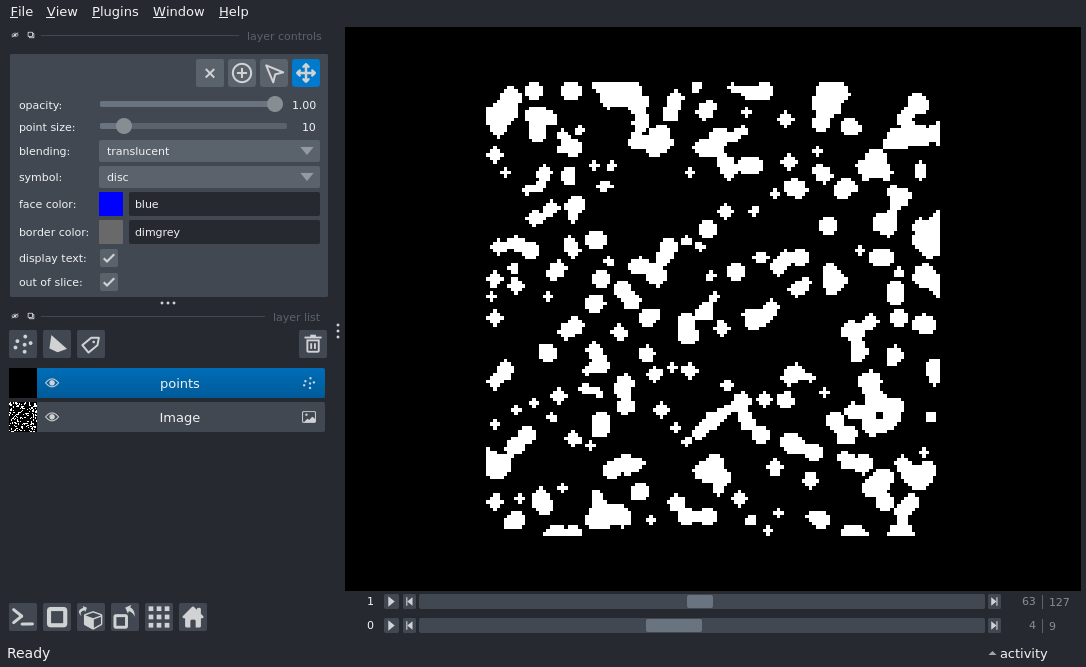 File View Plugins Window Help
layer controls
opacity: 1.00
point size: 10
blending: translucent
symbol: disc
face color: blue
border color: dimgrey
display text:
out of slice:
layer list
points
Image
1 63 127
0 4 9
Ready activity